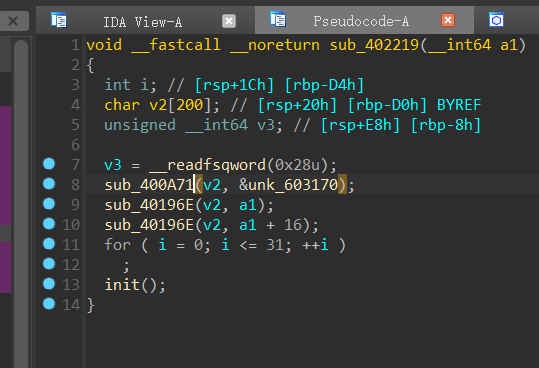 IDA View-A
Pseudocode-A
1 void __fastcall __noreturn sub_402219(__int64 a1)
2 {
3   int i; // [rsp+1Ch] [rbp-D4h]
4   char v2[200]; // [rsp+20h] [rbp-D0h] BYREF
5   unsigned __int64 v3; // [rsp+E8h] [rbp-8h]
6
7   v3 = __readfsqword(0x28u);
8   sub_400A71(v2, &unk_603170);
9   sub_40196E(v2, a1);
10   sub_40196E(v2, a1 + 16);
11   for ( i = 0; i <= 31; ++i )
12     ;
13   init();
14 }